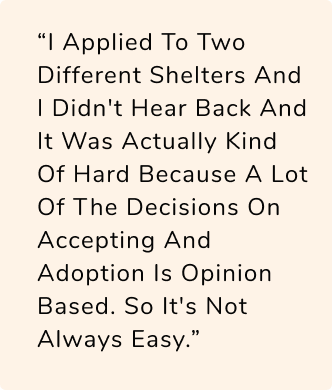 “I Applied To Two
Different Shelters And
I Didn't Hear Back And
It Was Actually Kind
Of Hard Because A Lot
Of The Decisions On
Accepting And
Adoption Is Opinion
Based. So It's Not
Always Easy.”